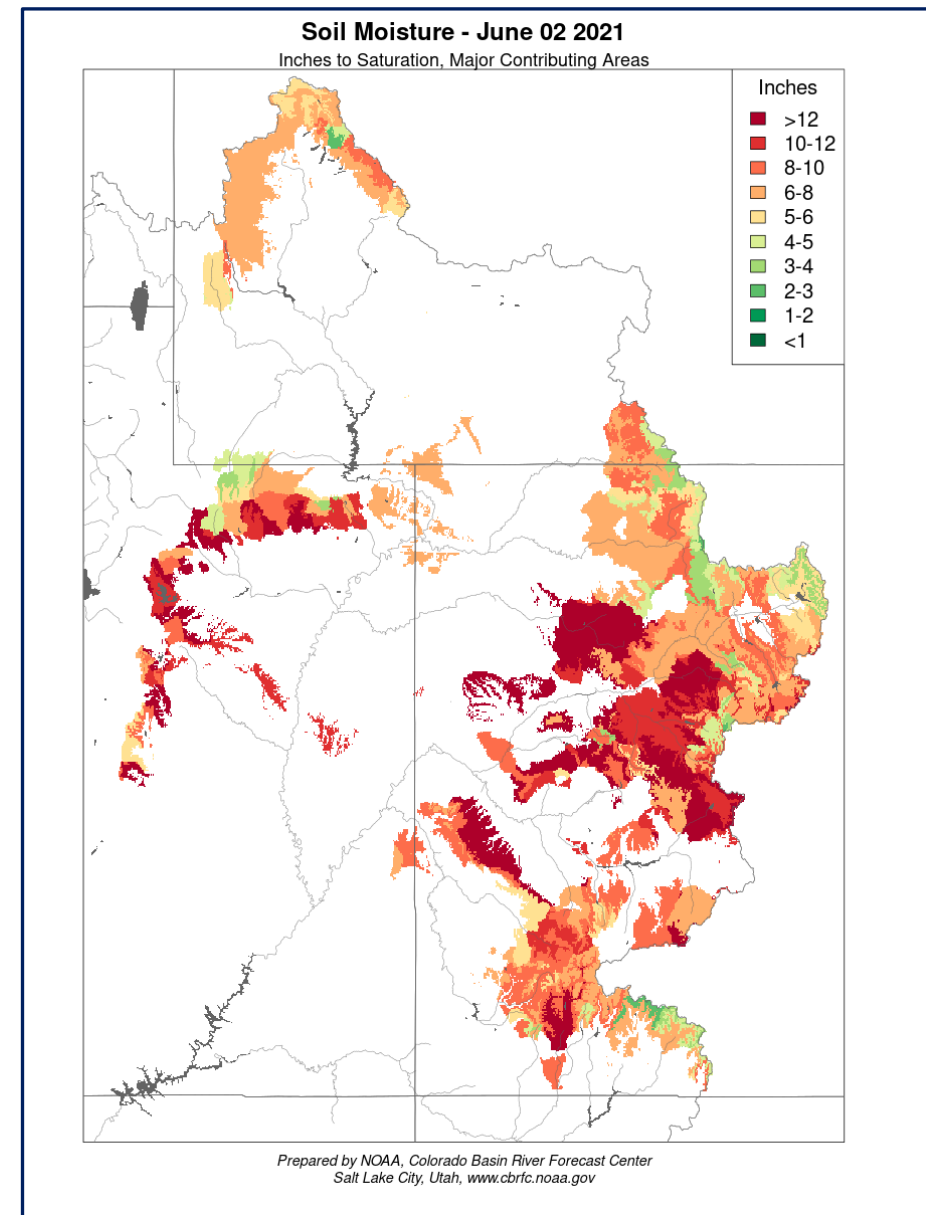 Soil Moisture - June 02 2021
Inches to Saturation, Major Contributing Areas
Inches
>12
10-12
8-10
6-8
5-6
4-5
3-4
2-3
1-2
<1
Prepared by NOAA, Colorado Basin River Forecast Center
Salt Lake City, Utah, www.cbrfc.noaa.gov